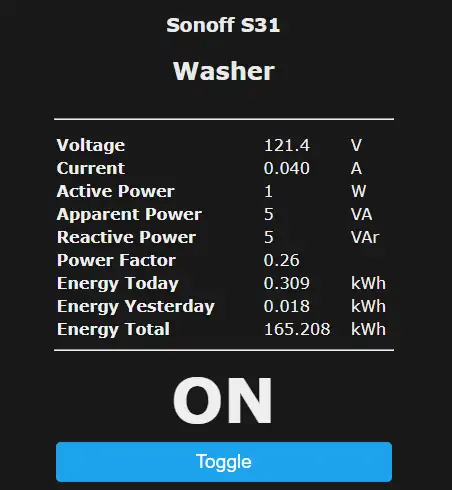 Sonoff S31
Washer
Voltage 121.4 V
Current 0.040 A
Active Power 1 W
Apparent Power 5 VA
Reactive Power 5 VAr
Power Factor 0.26
Energy Today 0.309 kWh
Energy Yesterday 0.018 kWh
Energy Total 165.208 kWh
ON
Toggle